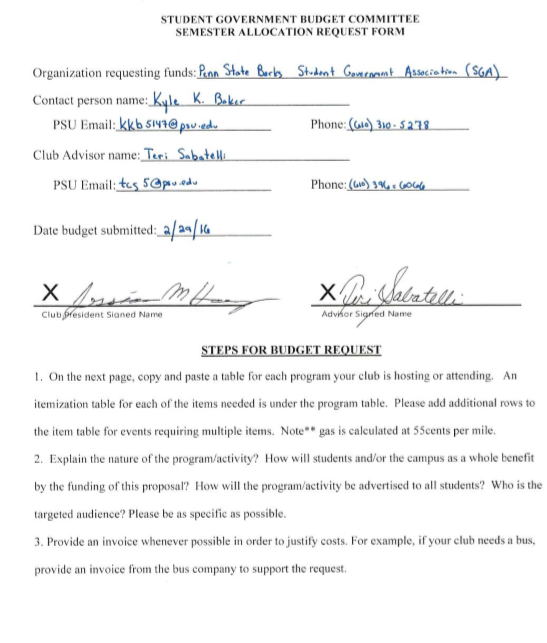 STUDENT GOVERNMENT BUDGET COMMITTEE
SEMESTER ALLOCATION REQUEST FORM
Organization requesting funds: Penn State Berks Student Government Association (SGA)
Contact person name: Kyle K. Baker
PSU Email: kkb5147@psu.edu Phone: (610) 310-5278
Club Advisor name: Teri Sabatelli
PSU Email: tcs5@psu.edu Phone: (610) 396-6066
Date budget submitted: 2/29/16
X
X Teri Sabatelli
Club President Signed Name Advisor Signed Name
STEPS FOR BUDGET REQUEST
1. On the next page, copy and paste a table for each program your club is hosting or attending. An
itemization table for each of the items needed is under the program table. Please add additional rows to
the item table for events requiring multiple items. Note** gas is calculated at 55cents per mile.
2. Explain the nature of the program/activity? How will students and/or the campus as a whole benefit
by the funding of this proposal? How will the program/activity be advertised to all students? Who is the
targeted audience? Please be as specific as possible.
3. Provide an invoice whenever possible in order to justify costs. For example, if your club needs a bus,
provide an invoice from the bus company to support the request.